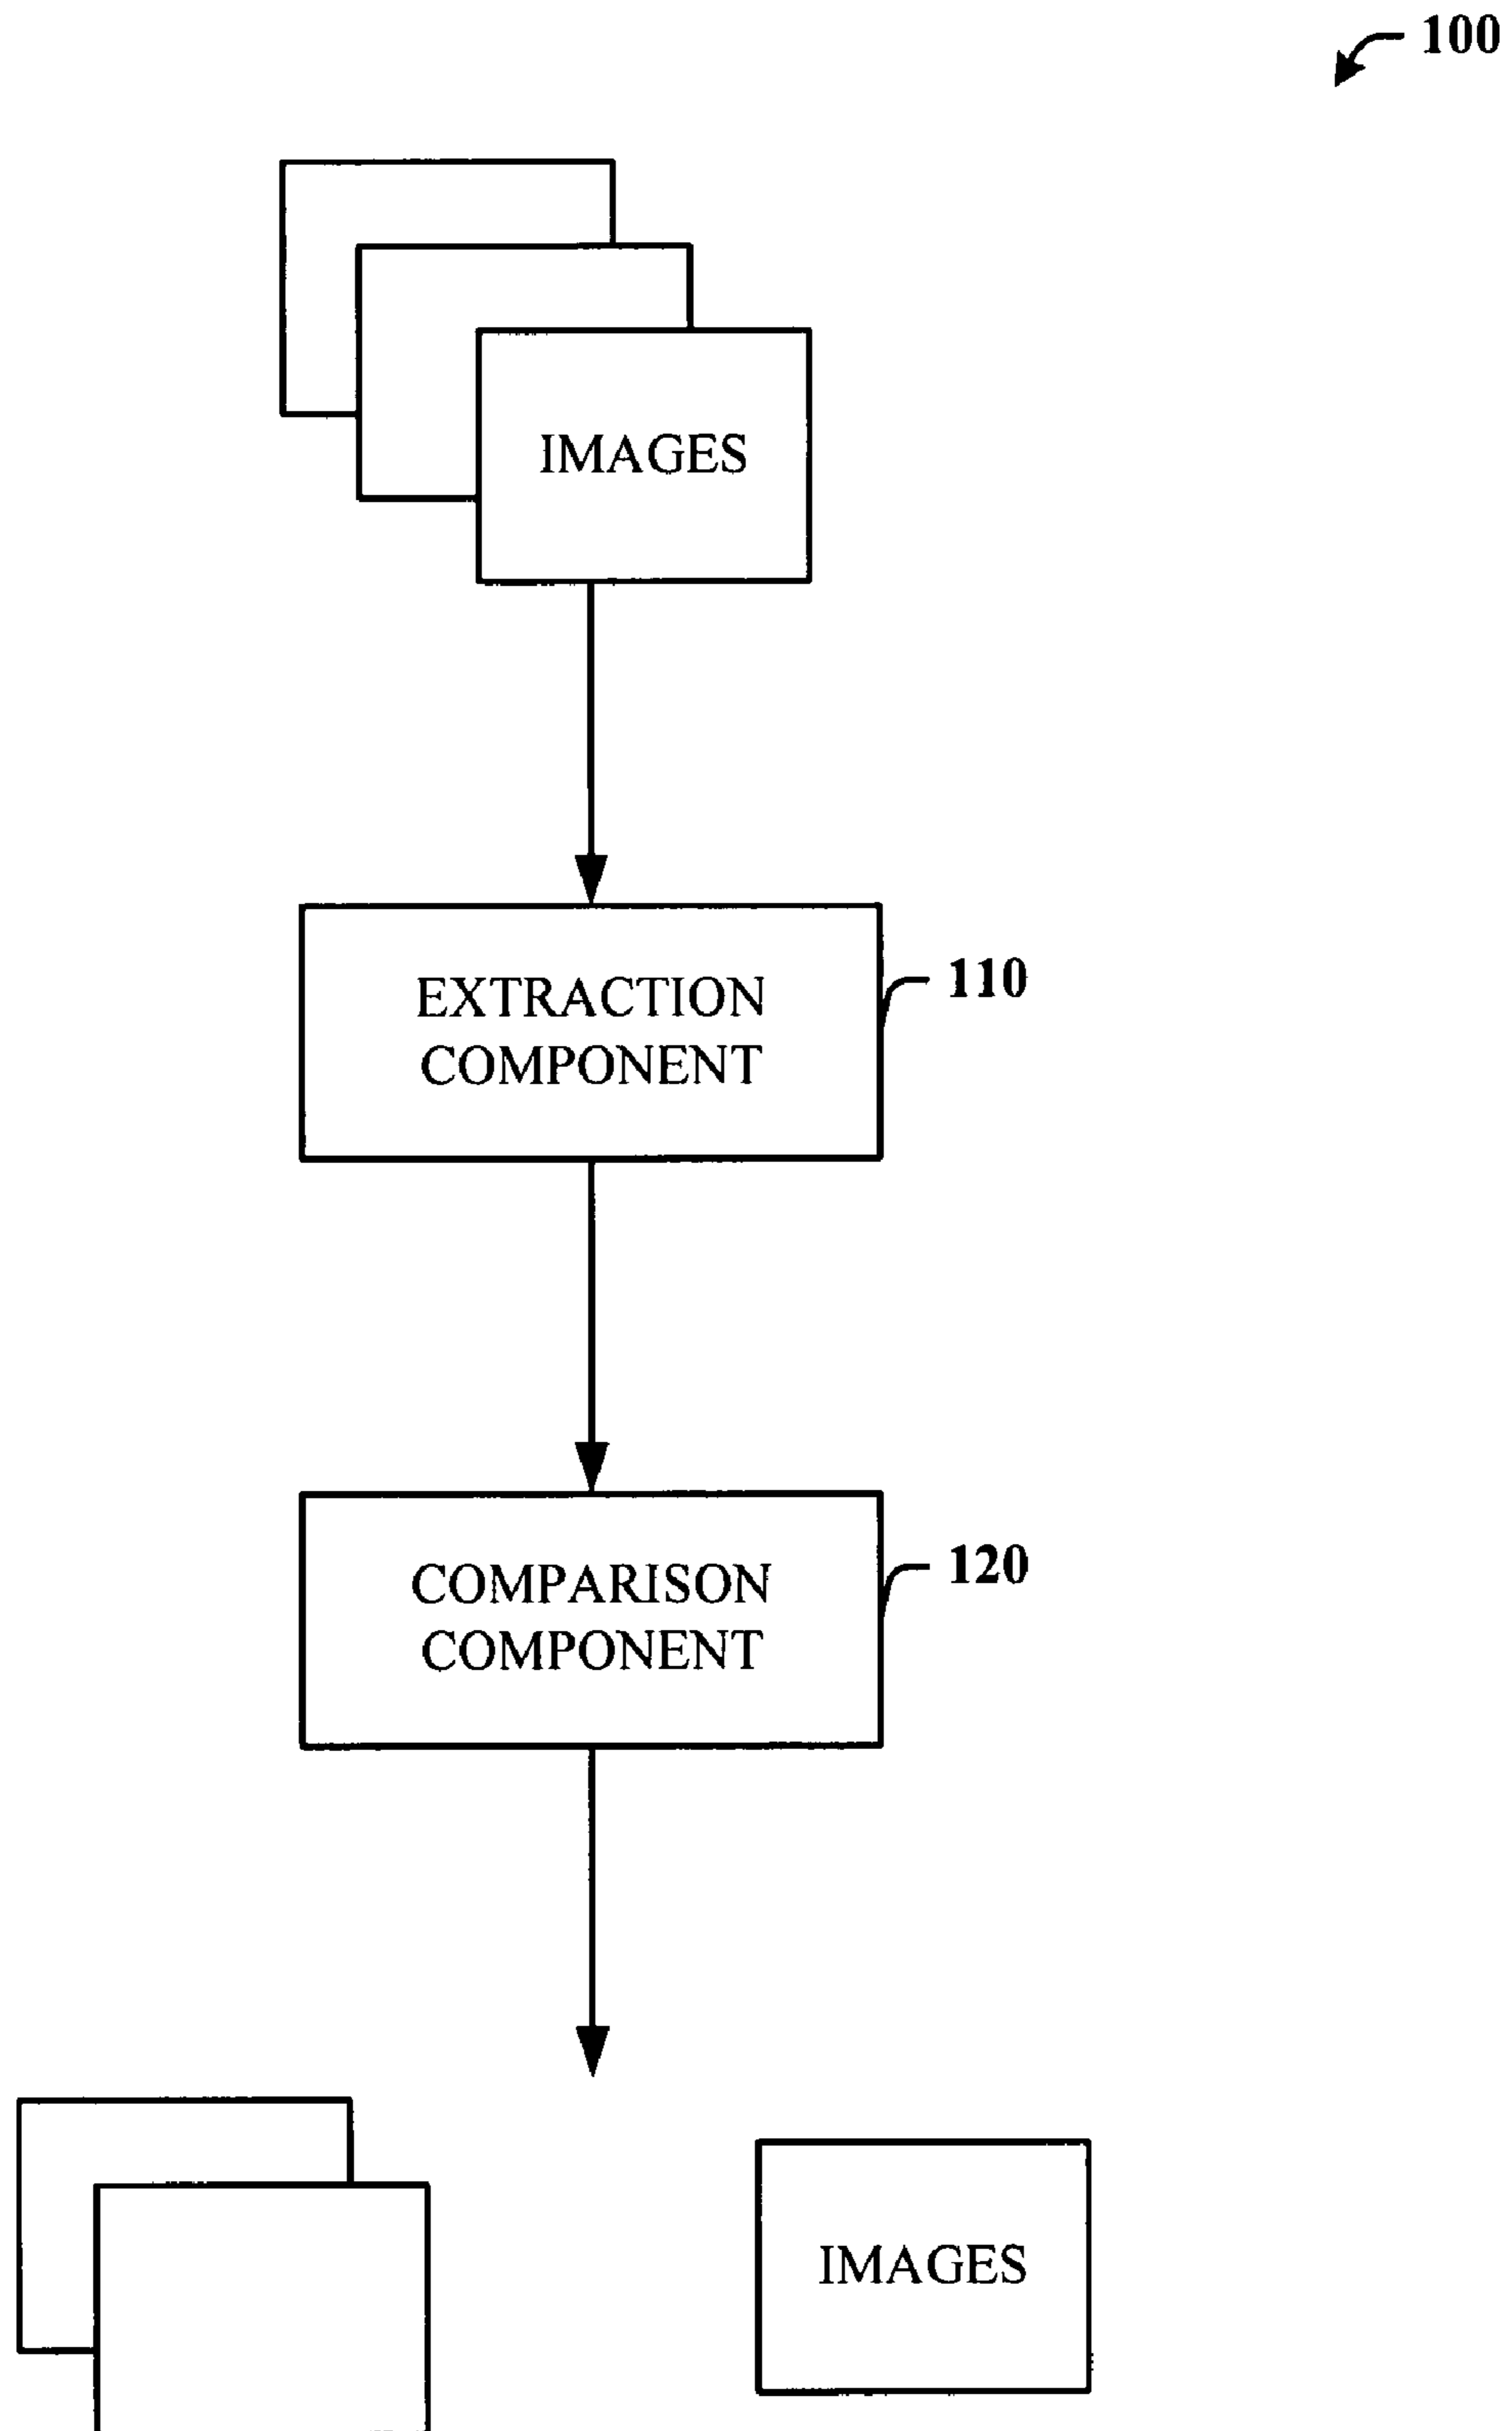 100
IMAGES
EXTRACTION
COMPONENT
110
COMPARISON
COMPONENT
120
IMAGES